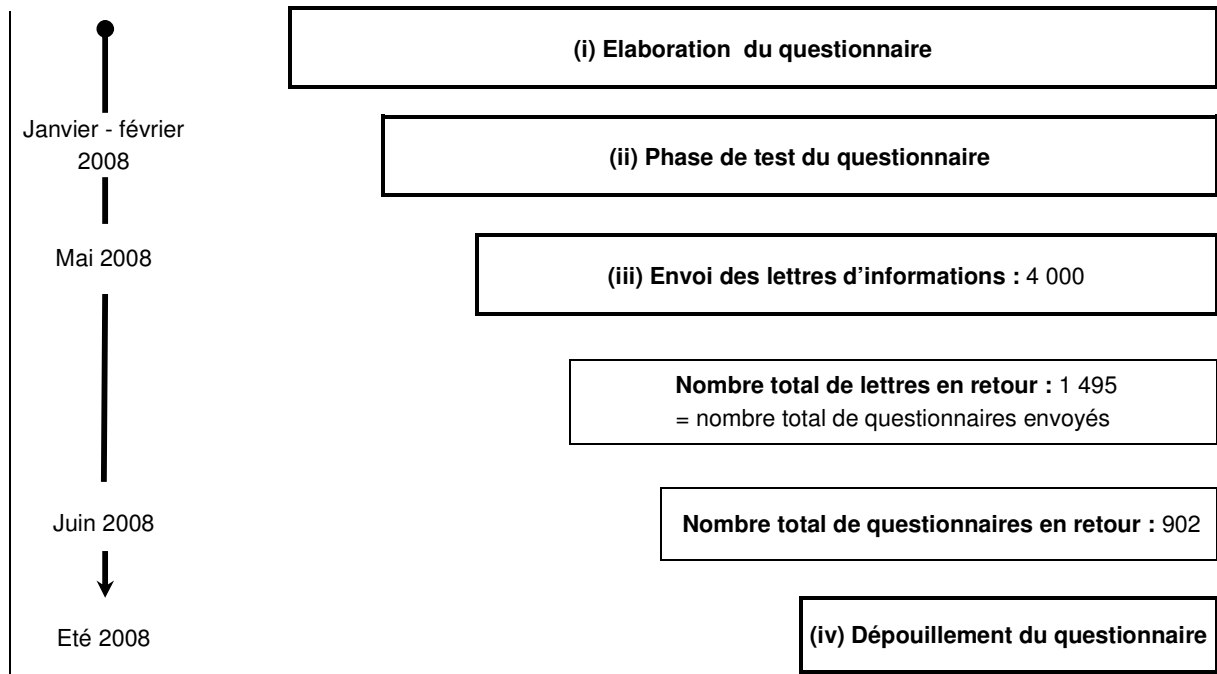 (i) Elaboration du questionnaire
Janvier - février
2008
(ii) Phase de test du questionnaire
Mai 2008
(iii) Envoi des lettres d'informations : 4 000
Nombre total de lettres en retour : 1 495
= nombre total de questionnaires envoyés
Juin 2008
Nombre total de questionnaires en retour : 902
Eté 2008
(iv) Dépouillement du questionnaire